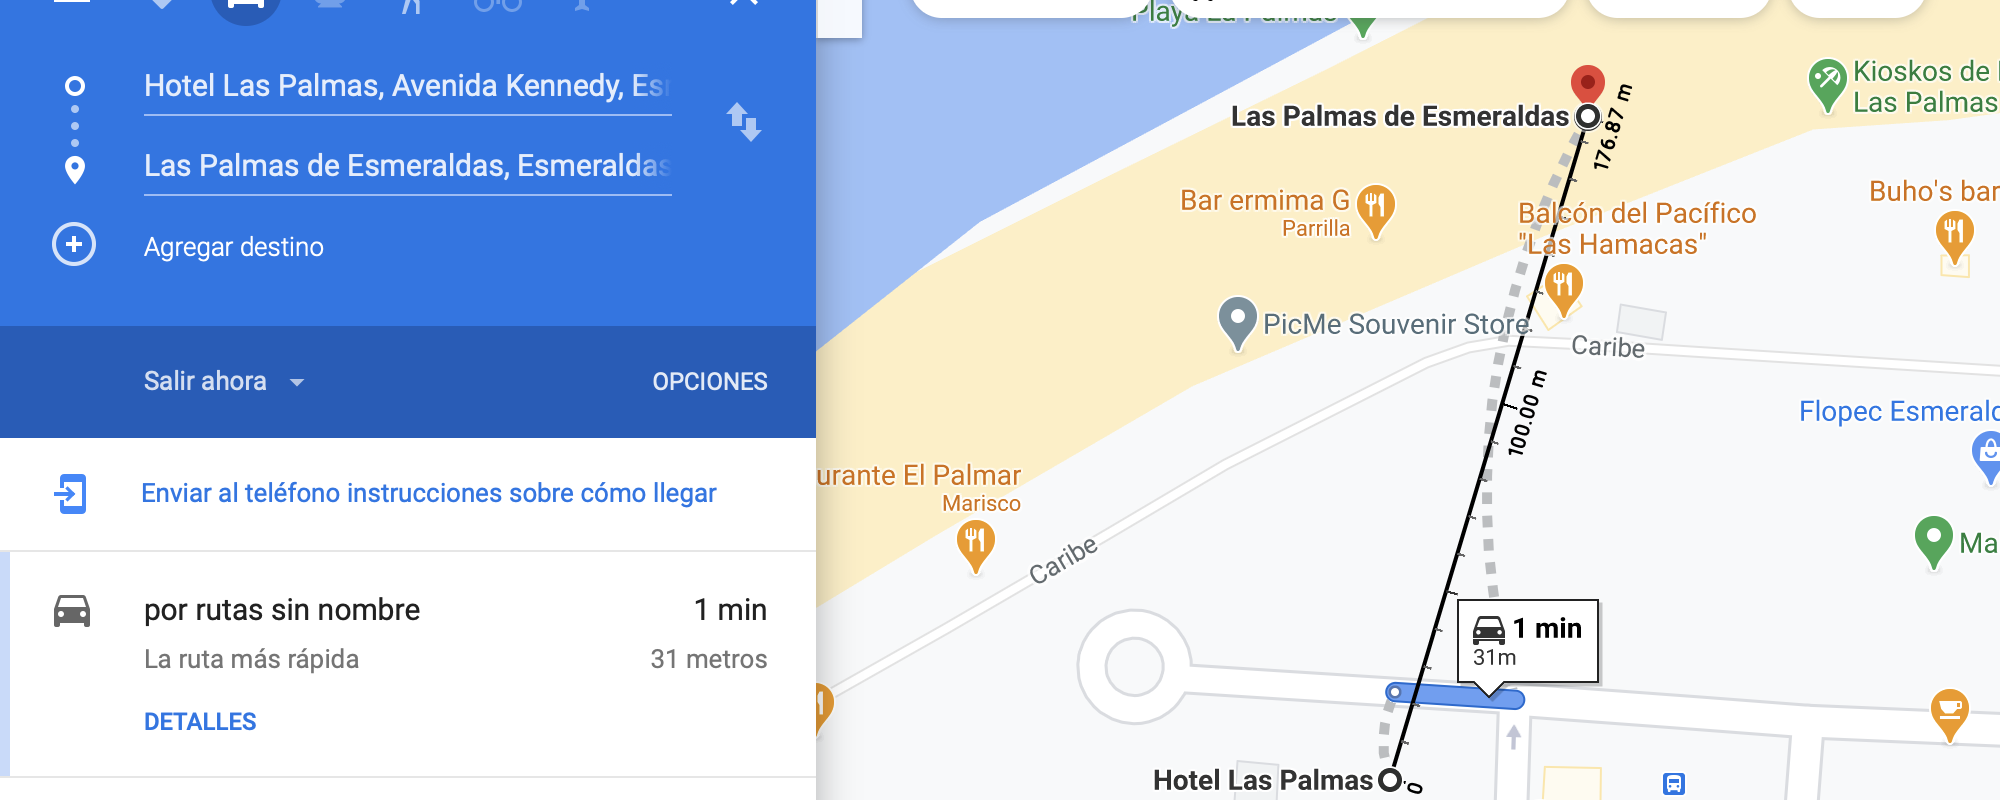 Hotel Las Palmas, Avenida Kennedy, Es
Las Palmas de Esmeraldas, Esmeraldas
Agregar destino
Salir ahora
OPCIONES
Enviar al teléfono instrucciones sobre cómo llegar
por rutas sin nombre
1 min
La ruta más rápida
31 metros
DETALLES
Playa Las Palmas
Las Palmas de Esmeraldas
176.87 m
Kioskos de
Las Palmas
Bar ermima G
Parrilla
Balcón del Pacífico
"Las Hamacas"
Buho's bar
PicMe Souvenir Store
Caribe
100.00 m
Flopec Esmerald
urante El Palmar
Marisco
Caribe
Ma
1 min
31m
Hotel Las Palmas
0